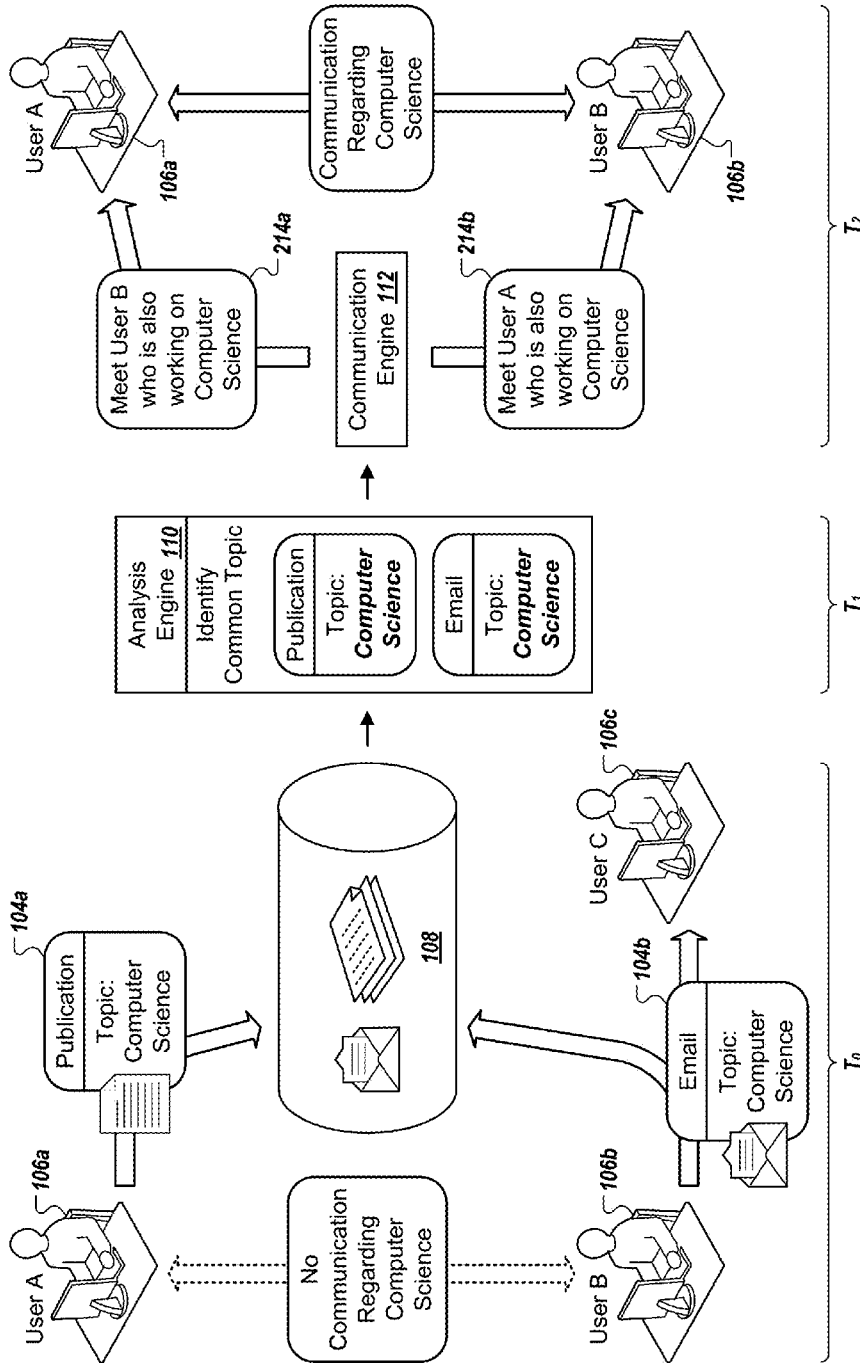 User A
106a
No
Communication
Regarding
Computer
Science
User B
106b
Publication
Topic:
Computer
Science
104a
Email
Topic:
Computer
Science
104b
108
User C
106c
T0
Analysis
Engine 110
Identify
Common Topic
Publication
Topic:
Computer
Science
Email
Topic:
Computer
Science
T1
Meet User B
who is also
working on
Computer
Science
214a
Communication
Engine 112
Meet User A
who is also
working on
Computer
Science
214b
User A
106a
Communication
Regarding
Computer
Science
User B
106b
T2